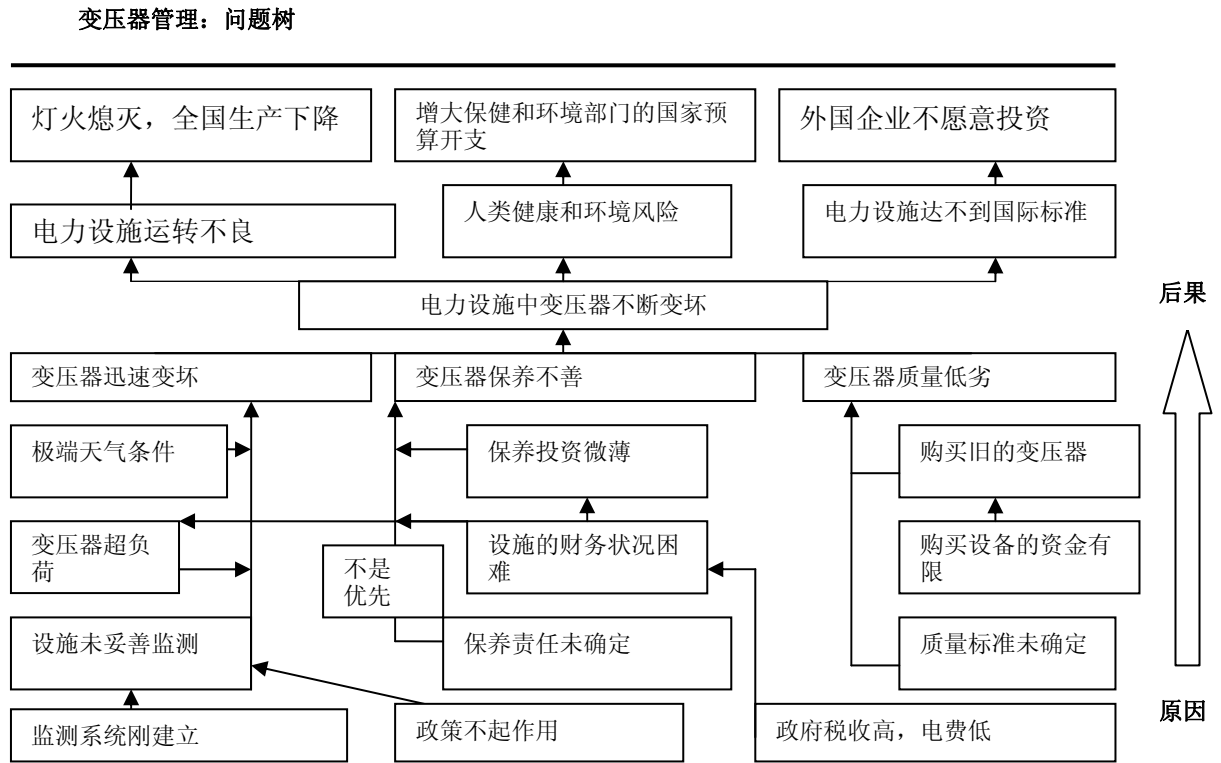 变压器管理：问题树
灯火熄灭，全国生产下降
增大保健和环境部门的国家预
算开支
外国企业不愿意投资
电力设施运转不良
人类健康和环境风险
电力设施达不到国际标准
电力设施中变压器不断变坏
后果
变压器迅速变坏
变压器保养不善
变压器质量低劣
极端天气条件
保养投资微薄
购买旧的变压器
变压器超负
荷
不是
优先
设施的财务状况困
难
购买设备的资金有
限
设施未妥善监测
保养责任未确定
质量标准未确定
原因
监测系统刚建立
政策不起作用
政府税收高，电费低